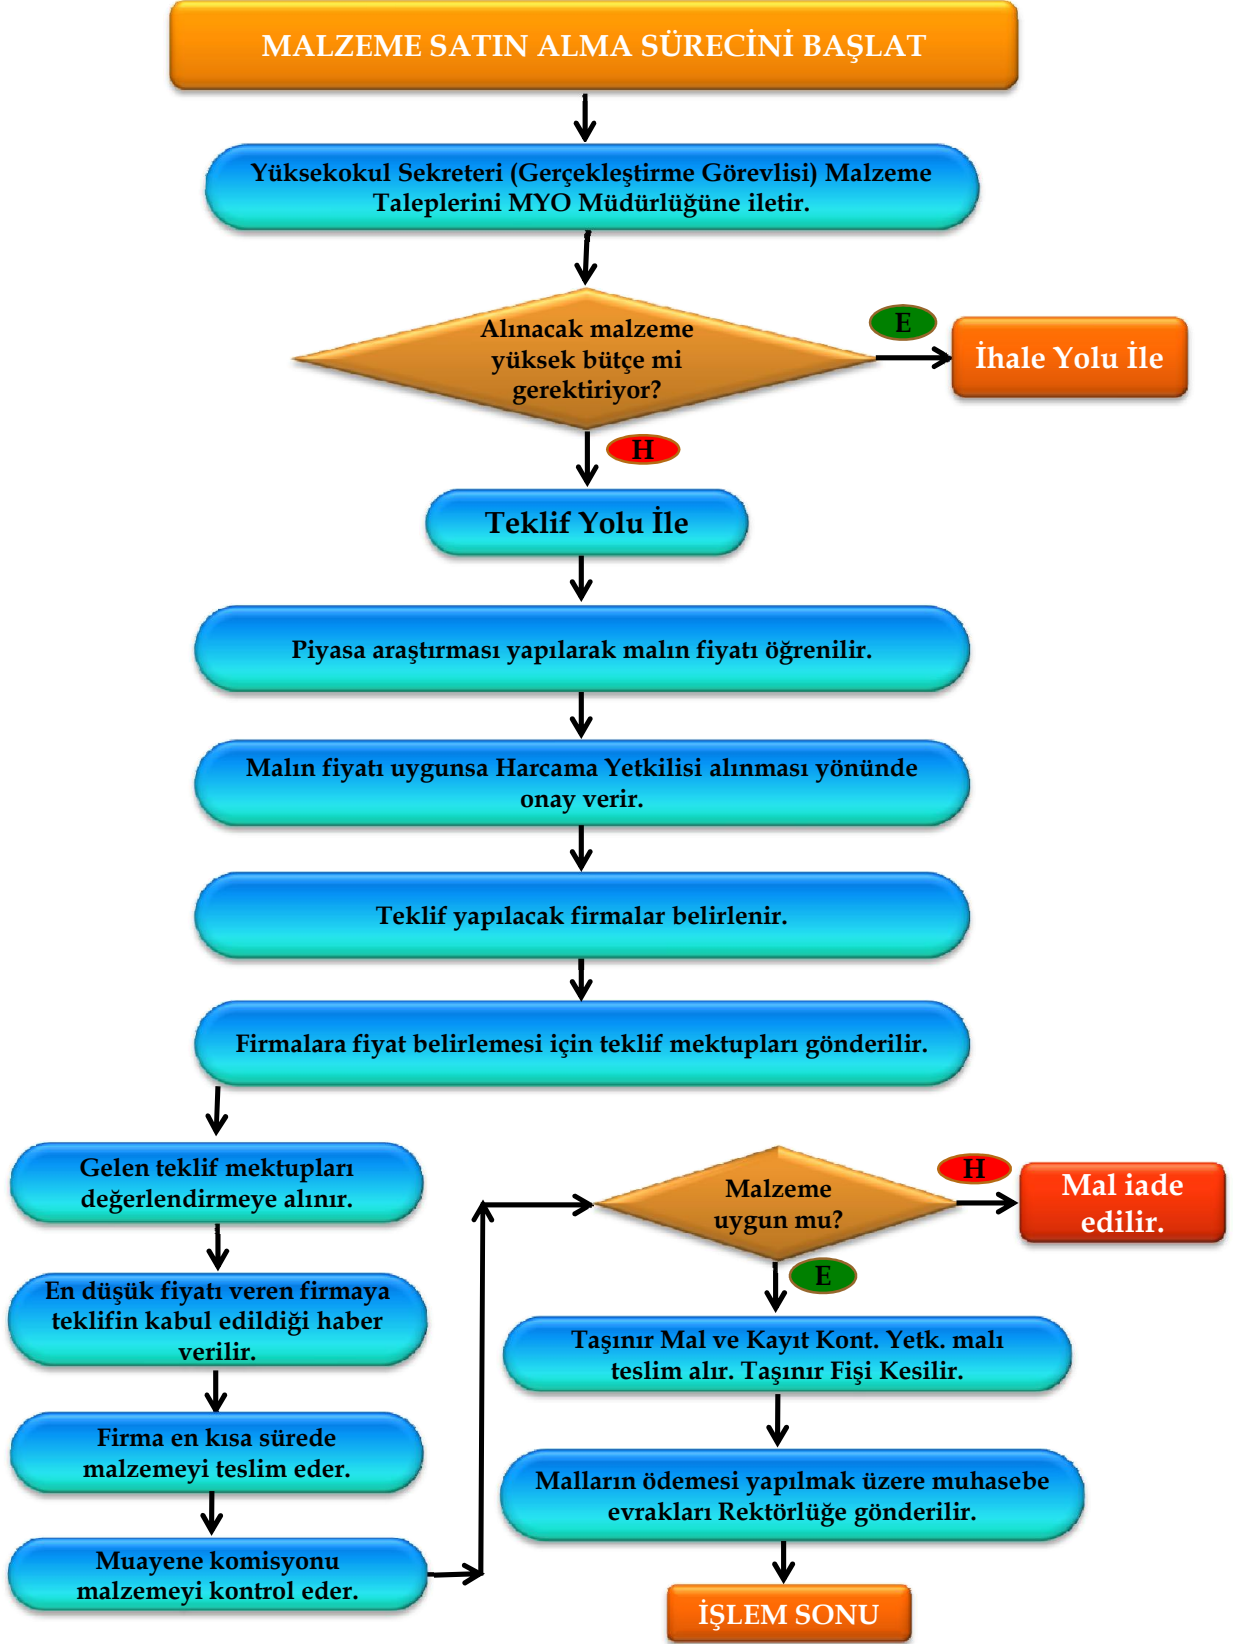 MALZEME SATIN ALMA SÜRECİNİ BAŞLAT
Yüksekokul Sekreteri (Gerçekleştirme Görevlisi) Malzeme
Taleplerini MYO Müdürlüğüne iletir.
Alınacak malzeme
yüksek bütçe mi
gerektiriyor?
E
İhale Yolu İle
H
Teklif Yolu İle
Piyasa araştırması yapılarak malın fiyatı öğrenilir.
Malın fiyatı uygunsa Harcama Yetkilisi alınması yönünde
onay verir.
Teklif yapılacak firmalar belirlenir.
Firmalara fiyat belirlemesi için teklif mektupları gönderilir.
Gelen teklif mektupları
değerlendirmeye alınır.
En düşük fiyatı veren firmaya
teklifin kabul edildiği haber
verilir.
Firma en kısa sürede
malzemeyi teslim eder.
Muayene komisyonu
malzemeyi kontrol eder.
Malzeme
uygun mu?
H
Mal iade
edilir.
E
Taşınır Mal ve Kayıt Kont. Yetk. malı
teslim alır. Taşınır Fişi Kesilir.
Malların ödemesi yapılmak üzere muhasebe
evrakları Rektörlüğe gönderilir.
İŞLEM SONU